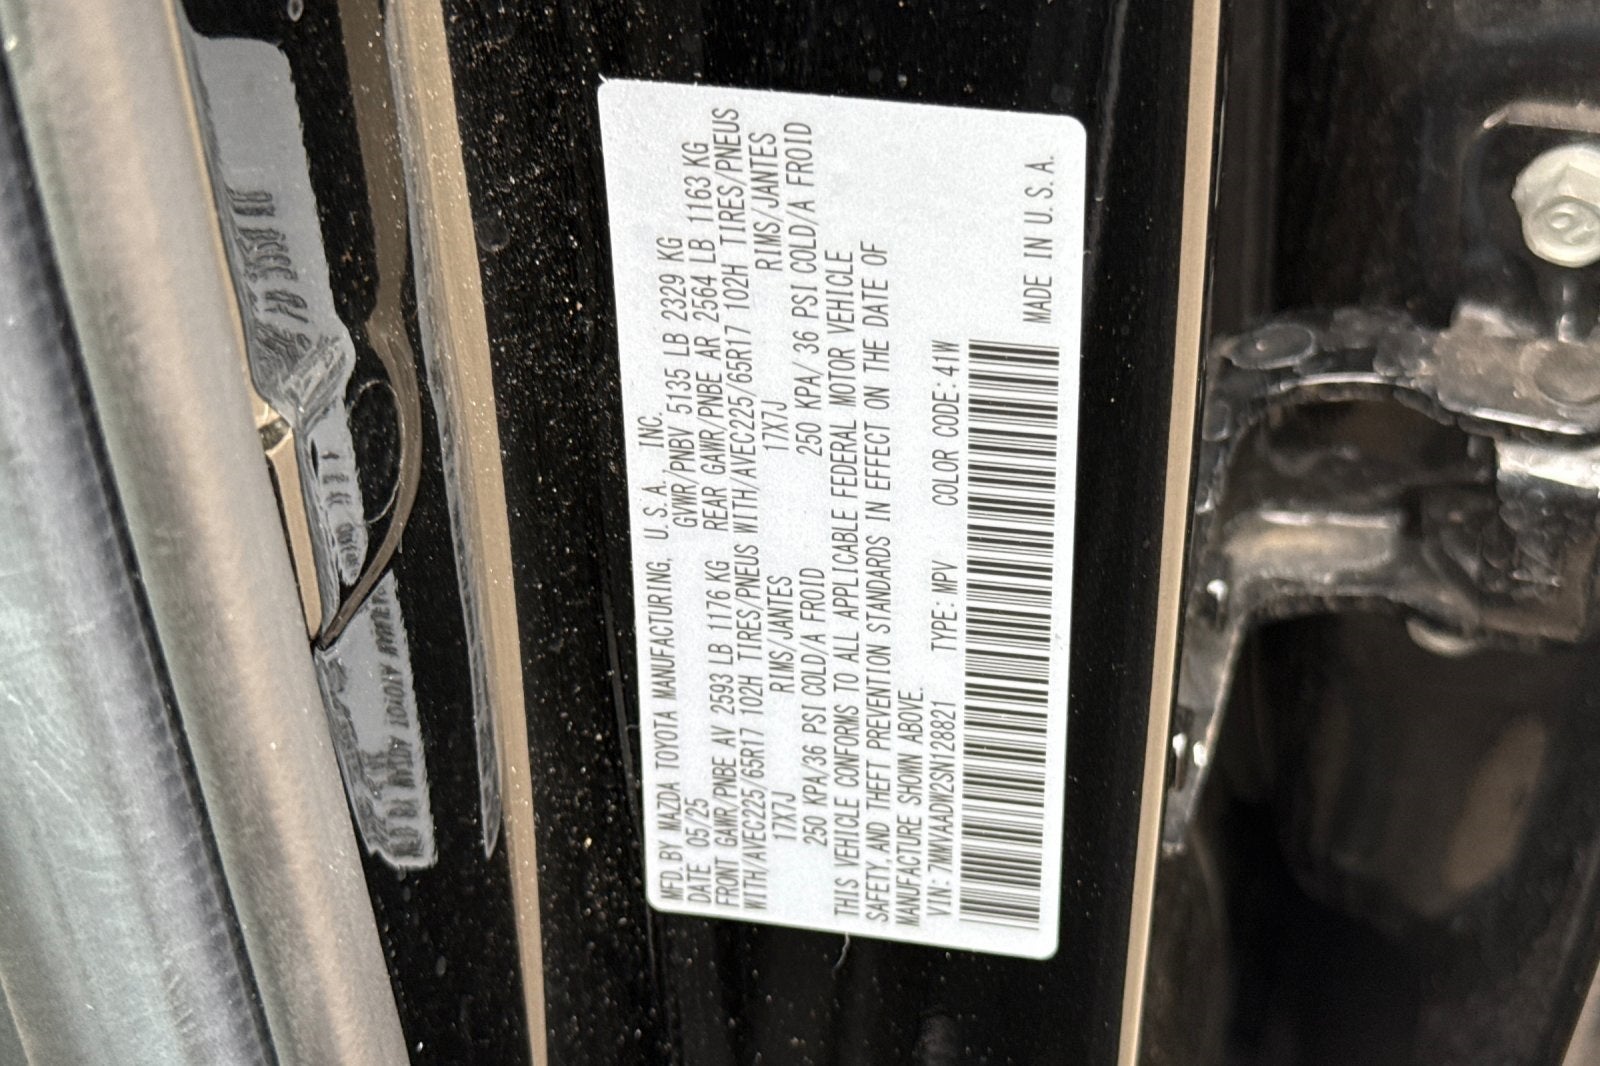 MFD. BY MAZDA TOYOTA MANUFACTURING, U.S.A. INC.
DATE 05/25 GVWR/PNBV 5135 LB 2329 KG
FRONT GAWR/PNBE AV 2593 LB 1176 KG REAR GAWR/PNBE AR 2564 LB 1163 KG
WITH/AVEC225/65R17 102H TIRES/PNEUS WITH/AVEC225/65R17 102H TIRES/PNEUS
17X7J RIMS/JANTES 17X7J RIMS/JANTES
250 KPA/36 PSI COLD/A FROID 250 KPA/36 PSI COLD/A FROID
THIS VEHICLE CONFORMS TO ALL APPLICABLE FEDERAL MOTOR VEHICLE
SAFETY, AND THEFT PREVENTION STANDARDS IN EFFECT ON THE DATE OF
MANUFACTURE SHOWN ABOVE.
VIN: 7MMVAADW2SN128821 TYPE: MPV COLOR CODE: 41W
MADE IN U.S.A.